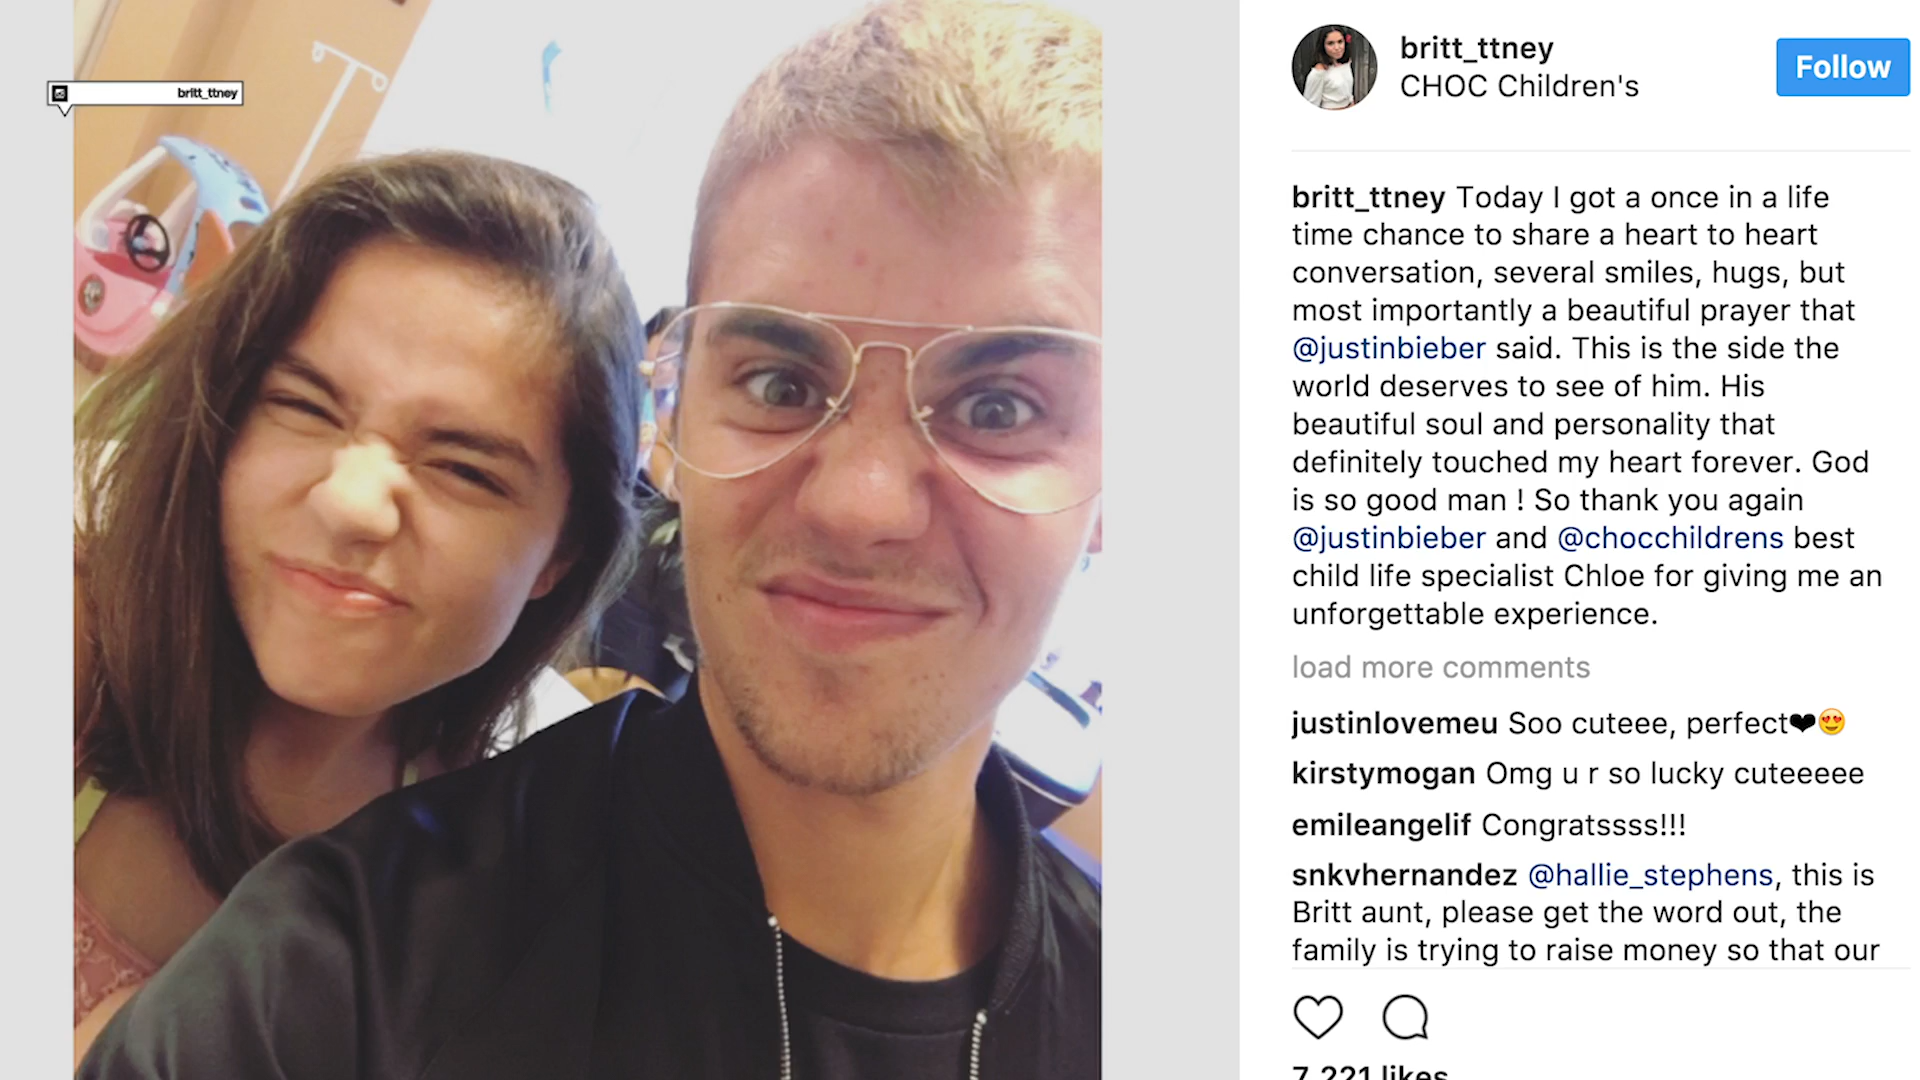 britt_ttney
britt_ttney
CHOC Children's
Follow
britt_ttney Today I got a once in a life
time chance to share a heart to heart
conversation, several smiles, hugs, but
most importantly a beautiful prayer that
@justinbieber said. This is the side the
world deserves to see of him. His
beautiful soul and personality that
definitely touched my heart forever. God
is so good man ! So thank you again
@justinbieber and @chocchildrens best
child life specialist Chloe for giving me an
unforgettable experience.
load more comments
justinlovemeu Soo cuteee, perfect❤😍
kirstymogan Omg u r so lucky cuteeeee
emileangelif Congratssss!!!
snkvhernandez @hallie_stephens, this is
Britt aunt, please get the word out, the
family is trying to raise money so that our
7,221 likes